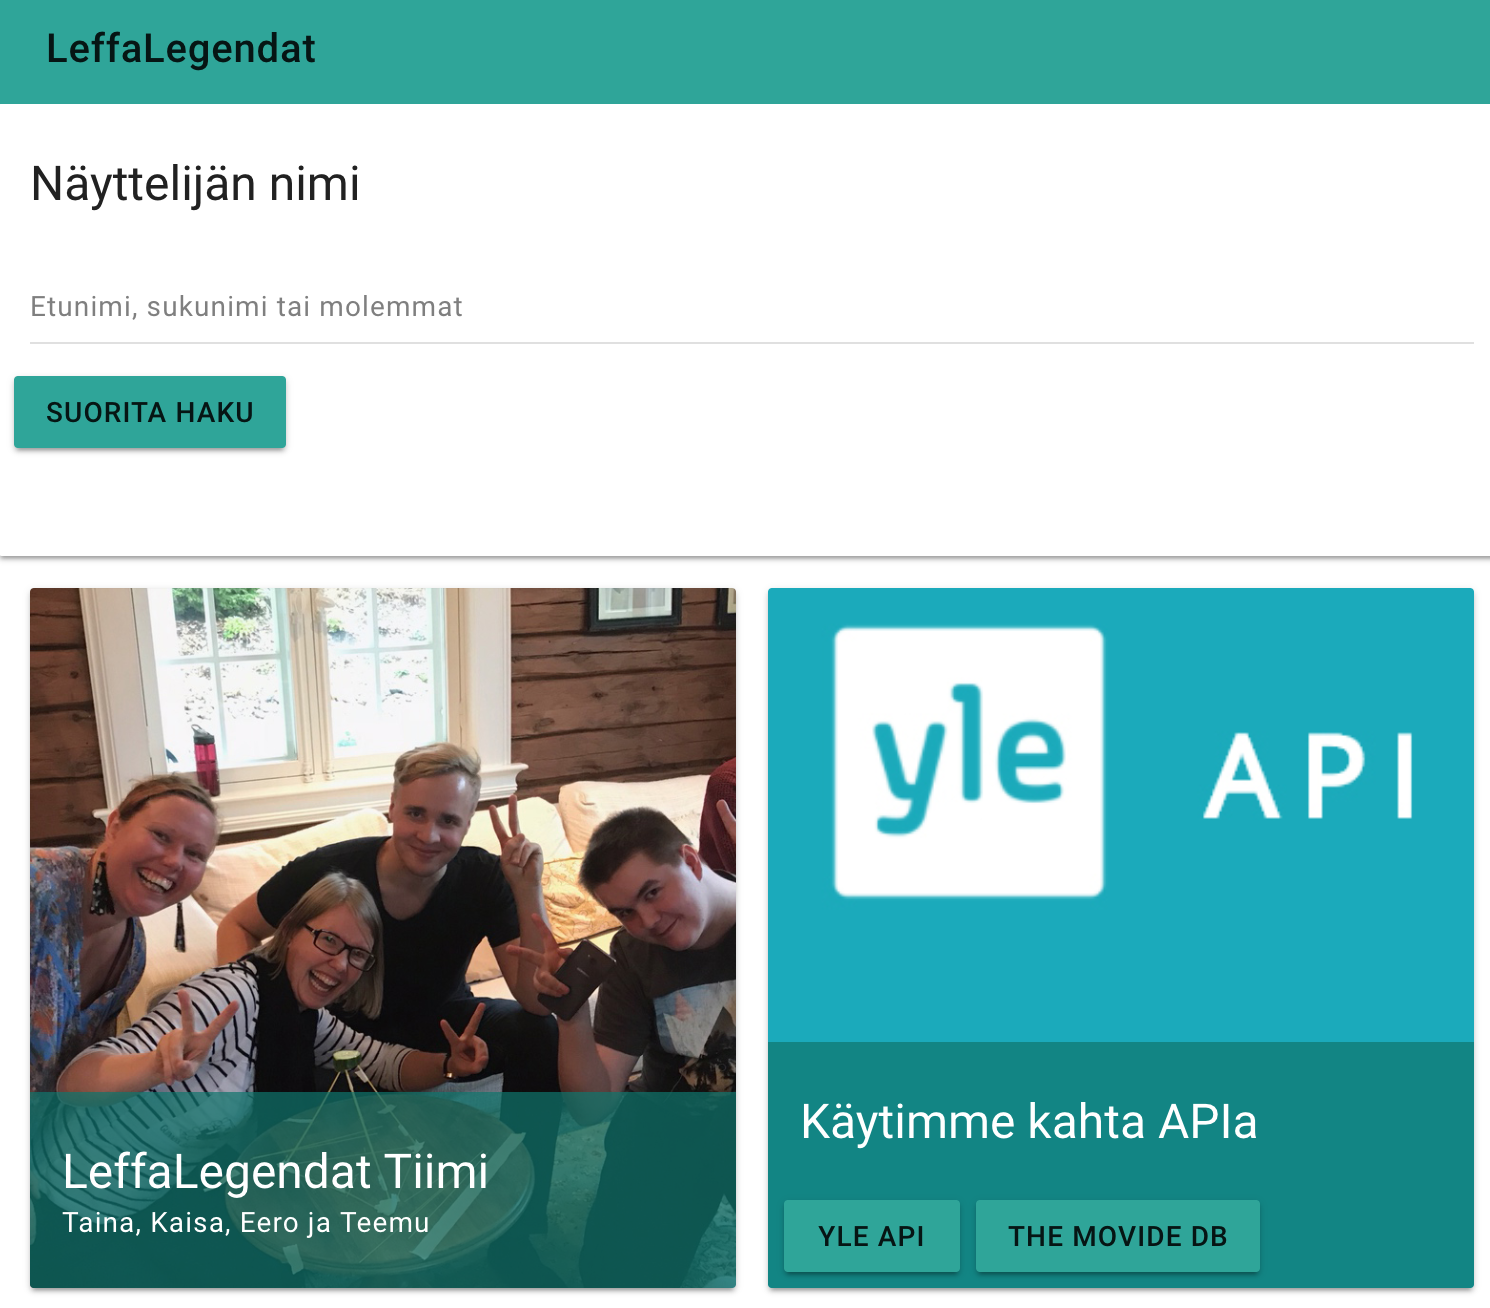 LeffaLegendat
Näyttelijän nimi
Etunimi, sukunimi tai molemmat
SUORITA HAKU
LeffaLegendat Tiimi
Taina, Kaisa, Eero ja Teemu
yle API
Käytimme kahta APIa
YLE API
THE MOVIDE DB